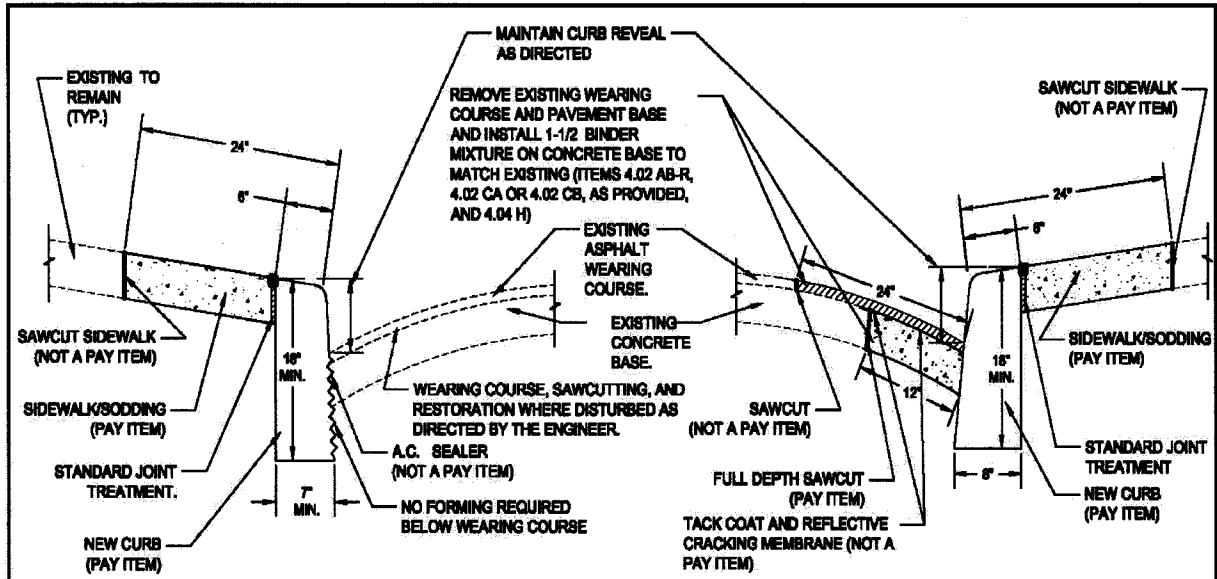 MAINTAIN CURB REVEAL
AS DIRECTED
EXISTING TO
REMAIN
(TYP.)
REMOVE EXISTING WEARING
COURSE AND PAVEMENT BASE
AND INSTALL 1-1/2 BINDER
MIXTURE ON CONCRETE BASE TO
MATCH EXISTING (ITEMS 4.02 AB-R,
4.02 CA OR 4.02 CB, AS PROVIDED,
AND 4.04 H)
SAWCUT SIDEWALK
(NOT A PAY ITEM)
24"
6"
24"
6"
EXISTING
ASPHALT
WEARING
COURSE.
24"
EXISTING
CONCRETE
BASE.
SAWCUT SIDEWALK
(NOT A PAY ITEM)
18"
MIN.
12"
18"
MIN.
SIDEWALK/SODDING
(PAY ITEM)
SIDEWALK/SODDING
(PAY ITEM)
WEARING COURSE, SAWCUTTING, AND
RESTORATION WHERE DISTURBED AS
DIRECTED BY THE ENGINEER.
SAWCUT
(NOT A PAY ITEM)
A.C. SEALER
(NOT A PAY ITEM)
STANDARD JOINT
TREATMENT.
STANDARD JOINT
TREATMENT
7"
MIN.
8"
FULL DEPTH SAWCUT
(PAY ITEM)
NO FORMING REQUIRED
BELOW WEARING COURSE
NEW CURB
(PAY ITEM)
TACK COAT AND REFLECTIVE
CRACKING MEMBRANE (NOT A
PAY ITEM)
NEW CURB
(PAY ITEM)